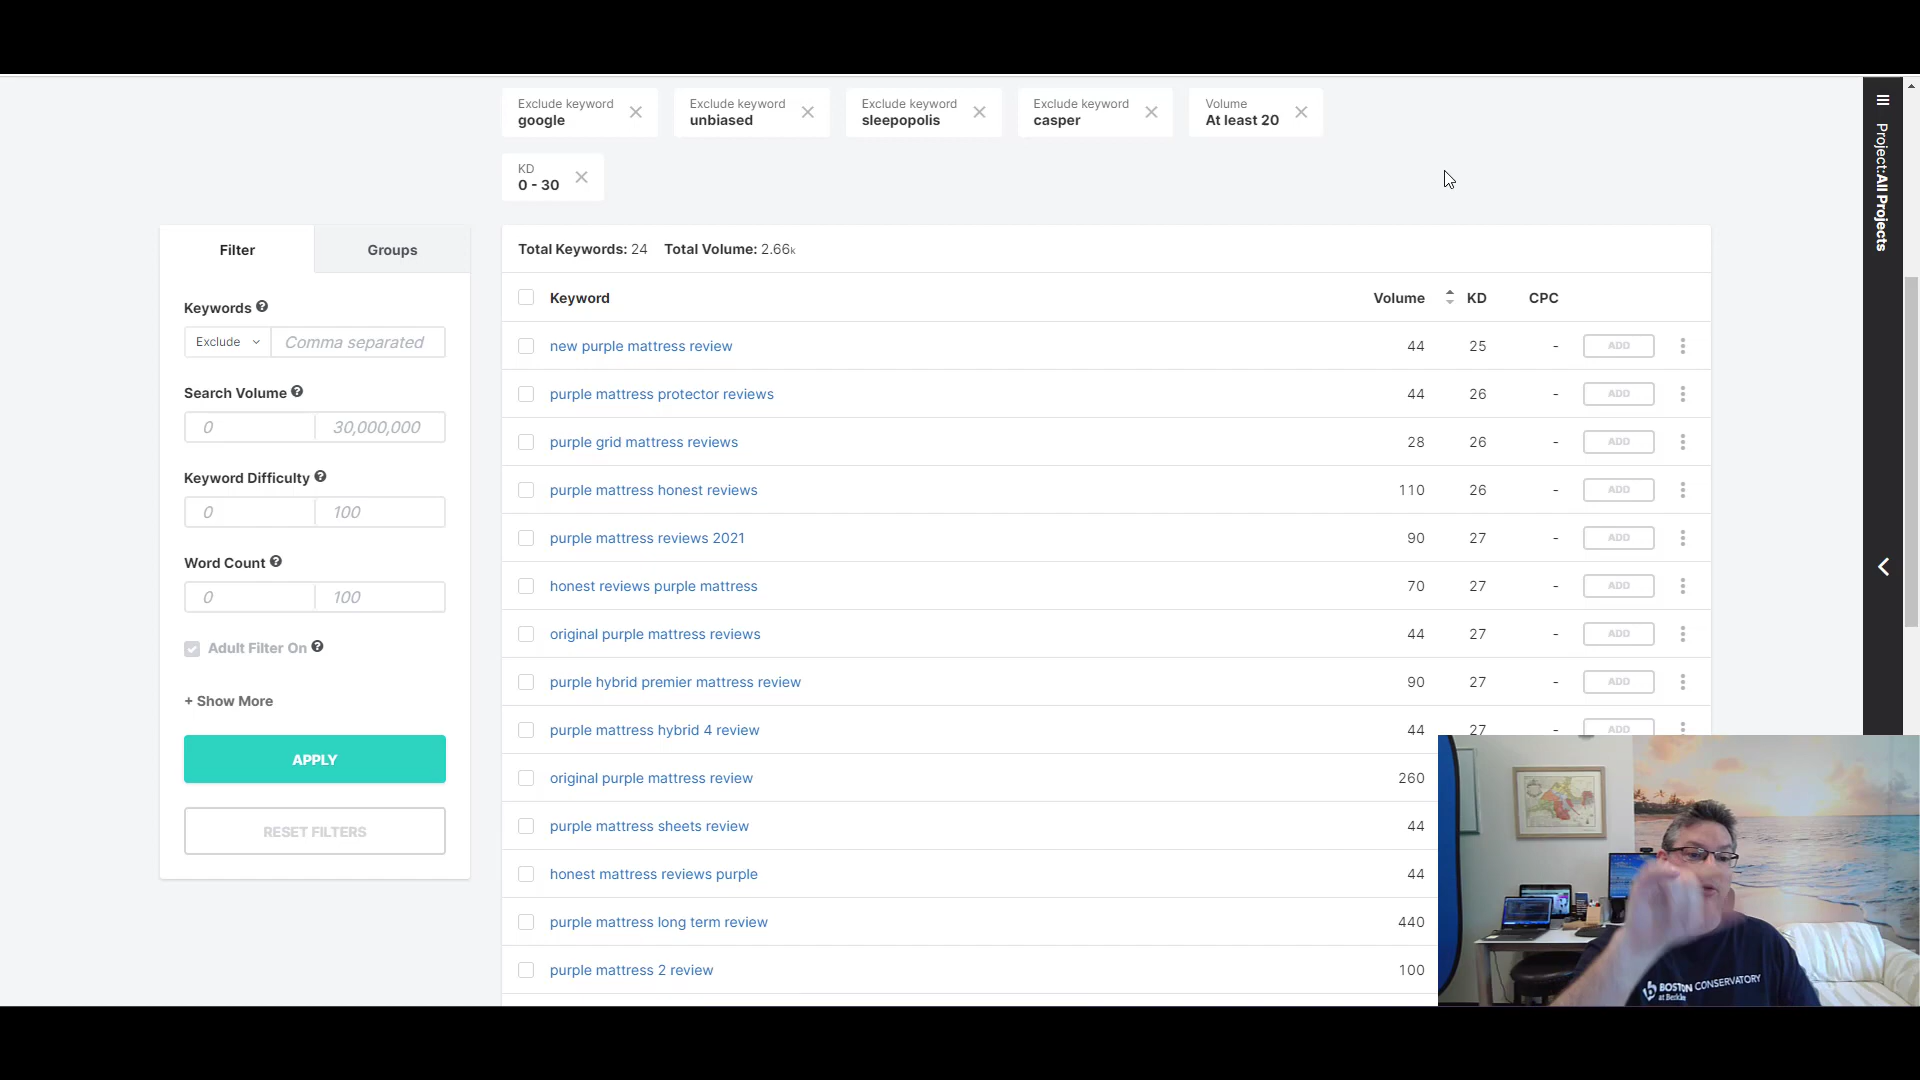 Exclude keyword
google
Exclude keyword
unbiased
Exclude keyword
sleepopolis
Exclude keyword
casper
Volume
At least 20
KD
0 - 30
Project: All Projects
Filter
Groups
Keywords
Exclude
Comma separated
Search Volume
0
30,000,000
Keyword Difficulty
0
100
Word Count
0
100
Adult Filter On
+ Show More
APPLY
RESET FILTERS
Total Keywords: 24 Total Volume: 2.66k
Keyword Volume KD CPC
new purple mattress review 44 25 - ADD
purple mattress protector reviews 44 26 - ADD
purple grid mattress reviews 28 26 - ADD
purple mattress honest reviews 110 26 - ADD
purple mattress reviews 2021 90 27 - ADD
honest reviews purple mattress 70 27 - ADD
original purple mattress reviews 44 27 - ADD
purple hybrid premier mattress review 90 27 - ADD
purple mattress hybrid 4 review 44 27 - ADD
original purple mattress review 260
purple mattress sheets review 44
honest mattress reviews purple 44
purple mattress long term review 440
purple mattress 2 review 100
BOSTON CONSERVATORY
at Berklee